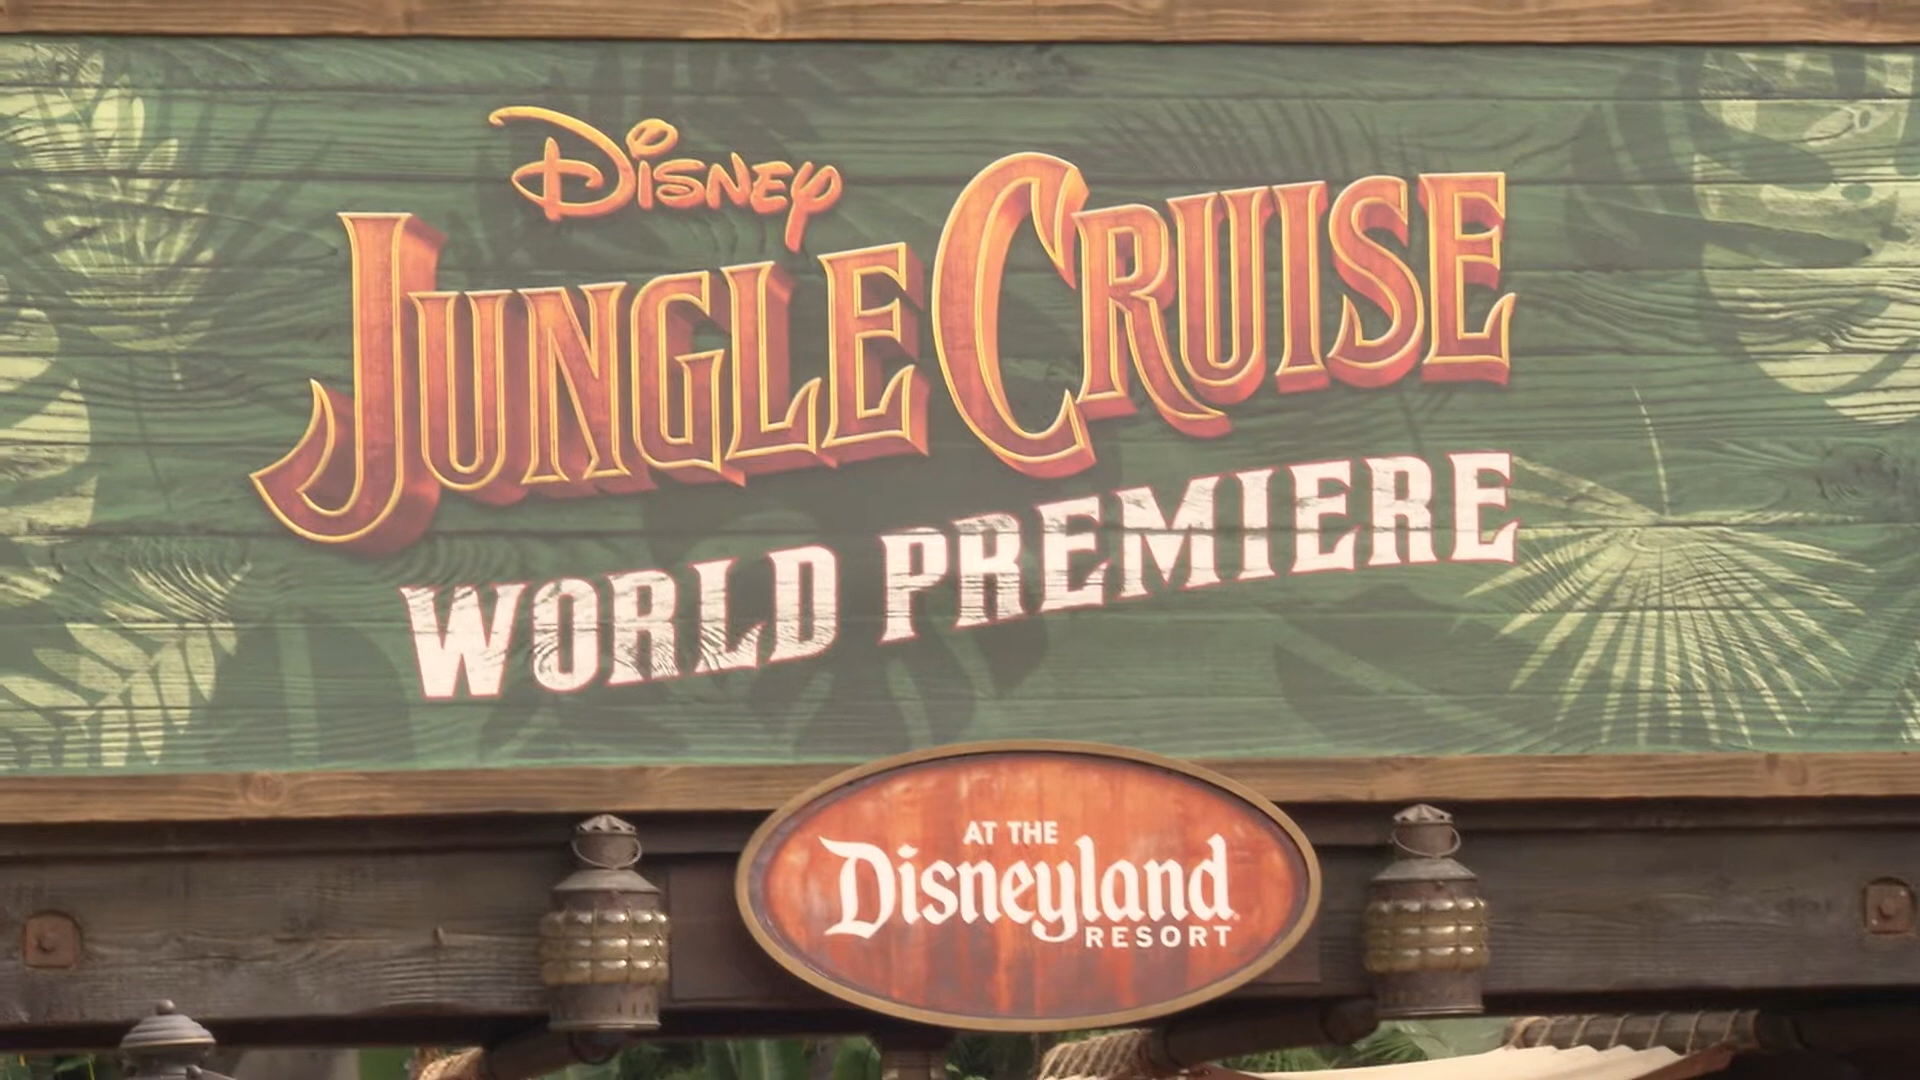 Disney
JUNGLE CRUISE
WORLD PREMIERE
AT THE
Disneyland
RESORT